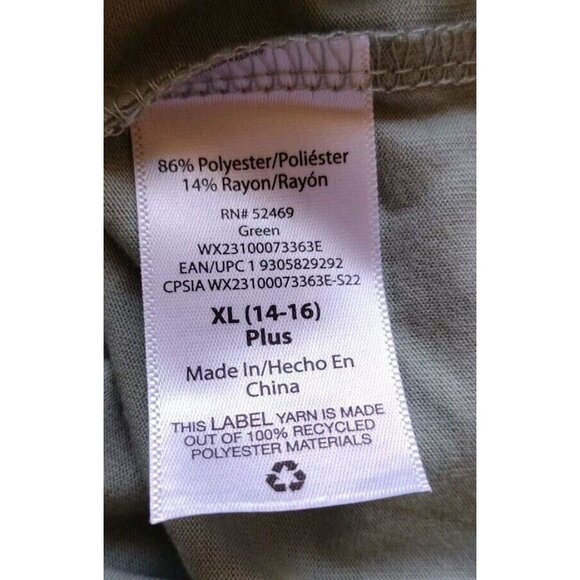 86% Polyester/Poliéster
14% Rayon/Rayón
RN# 52469
Green
WX23100073363E
EAN/UPC 1 9305829292
CPSIA WX23100073363E-S22
XL (14-16)
Plus
Made In/Hecho En
China
THIS LABEL YARN IS MADE
OUT OF 100% RECYCLED
POLYESTER MATERIALS